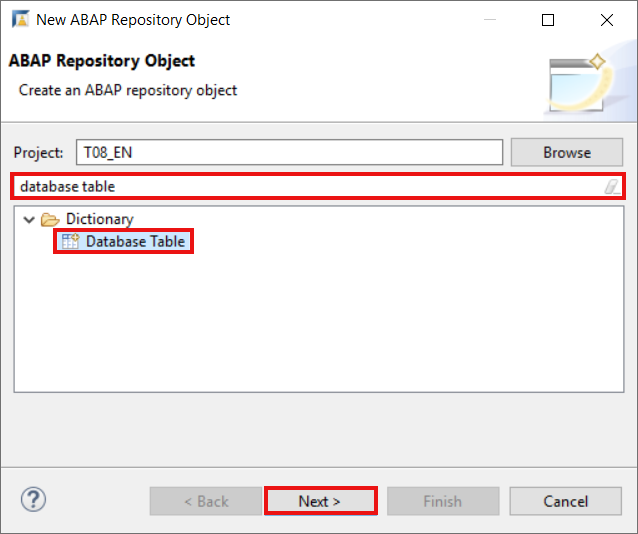 New ABAP Repository Object
ABAP Repository Object
Create an ABAP repository object
Project: T08_EN Browse
database table
Dictionary
Database Table
? < Back Next > Finish Cancel